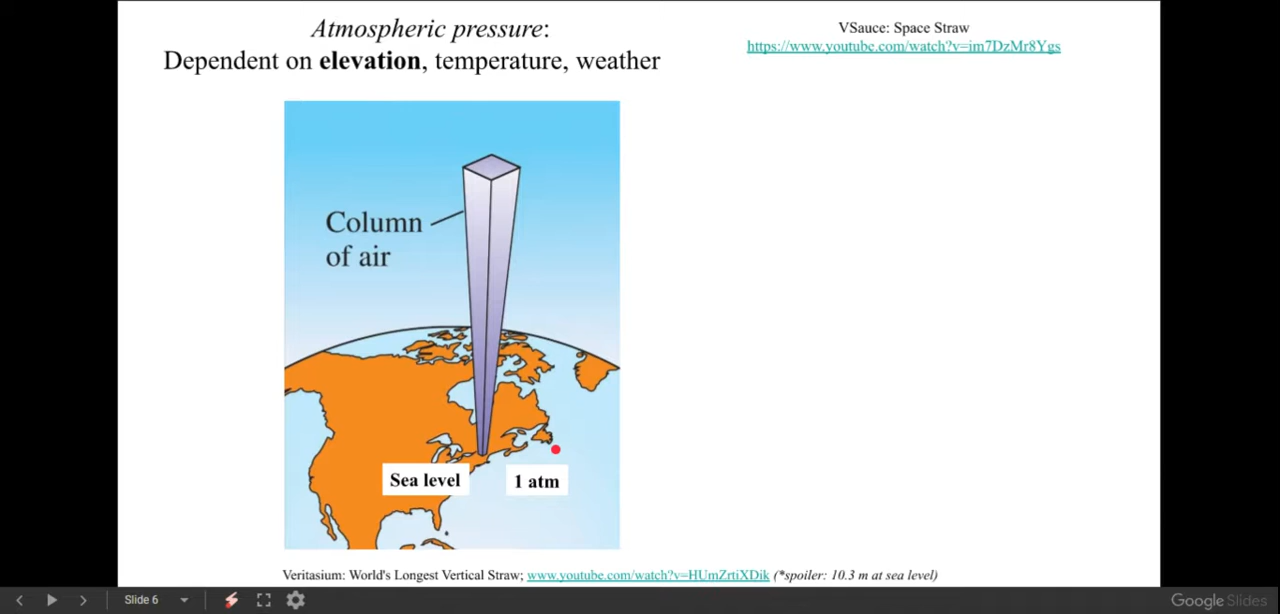 Atmospheric pressure:
Dependent on elevation, temperature, weather
VSauce: Space Straw
https://www.youtube.com/watch?v=im7DzMr8Ygs
Column
of air
Sea level
1 atm
Veritasium: World's Longest Vertical Straw; www.youtube.com/watch?v=HUmZrtiXDik (*spoiler: 10.3 m at sea level)
Slide 6
Google Slides